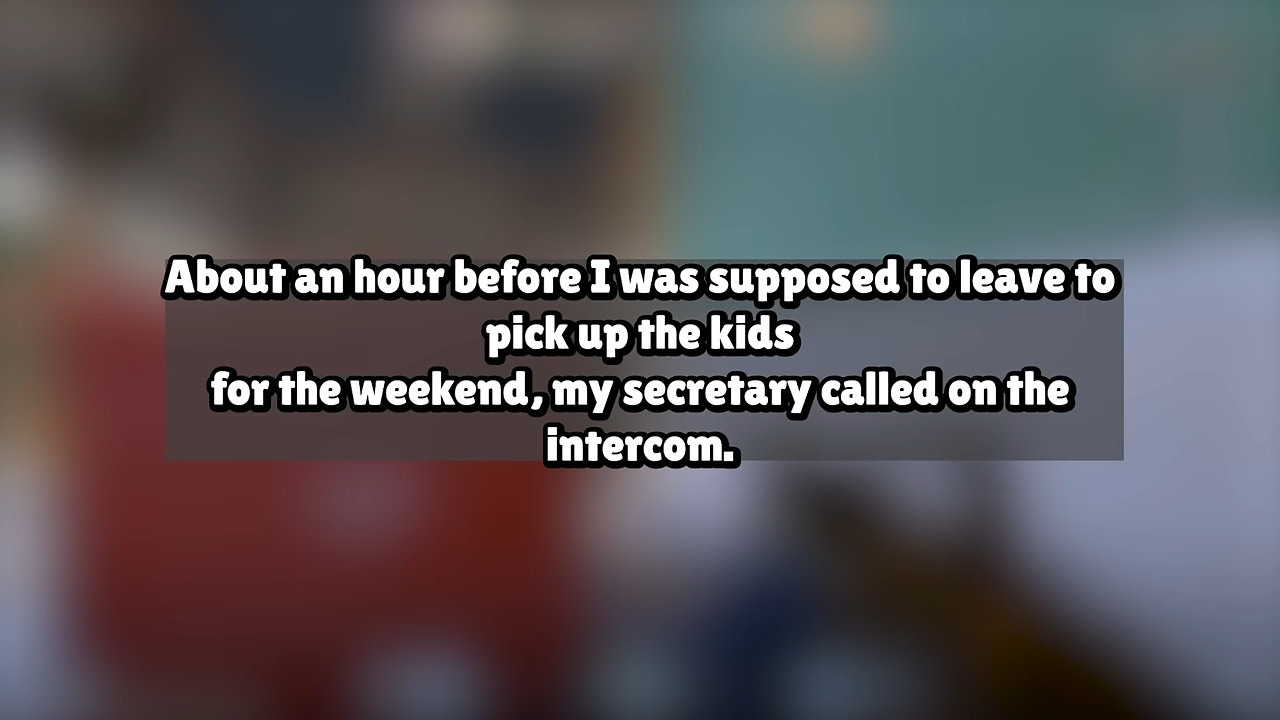 About an hour before I was supposed to leave to
pick up the kids
for the weekend, my secretary called on the
intercom.